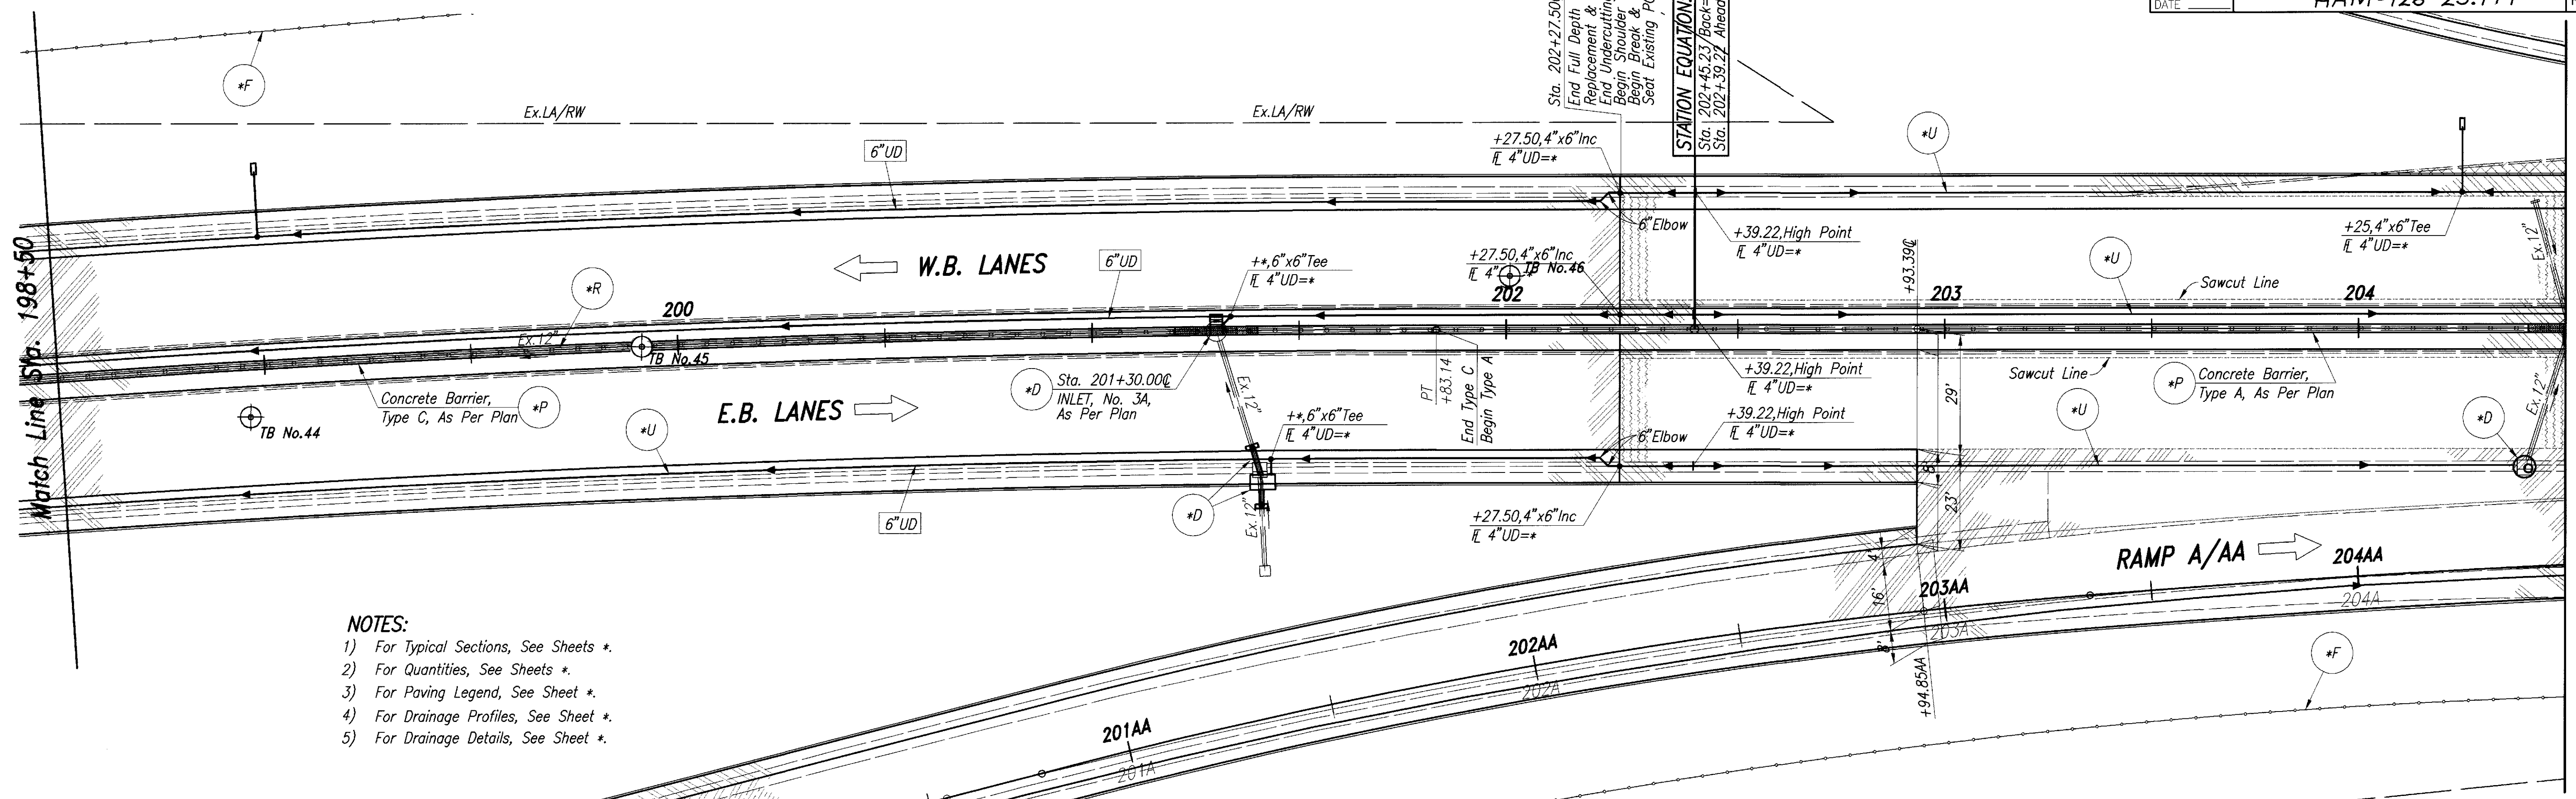 DATE
HAM-126-25.177
Sta. 202+27.50
End Full Depth
Replacement &
End Undercutting
Begin Shoulder
Begin Break &
Seat Existing
STATION EQUATION:
Sta. 202+45.23 Back=
Sta. 202+39.22 Ahead
*F
Ex.LA/RW
Ex.LA/RW
6"UD
+27.50,4"x6"Inc
FL 4"UD=*
*U
6"Elbow
+39.22,High Point
FL 4"UD=*
+25,4"x6"Tee
FL 4"UD=*
Ex.12"
W.B. LANES
6"UD
+*,6"x6"Tee
FL 4"UD=*
+27.50,4"x6"Inc
FL 4"
TB No.46
+93.39℄
*U
Sawcut Line
*R
200
202
203
204
Match Line Sta. 198+50
Ex.12"
TB No.45
Concrete Barrier,
Type C, As Per Plan
*P
TB No.44
E.B. LANES
*D
Sta. 201+30.00℄
INLET, No. 3A,
As Per Plan
Ex.12"
PT
+83.14
End Type C
Begin Type A
+39.22,High Point
FL 4"UD=*
29'
Sawcut Line
*P
Concrete Barrier,
Type A, As Per Plan
*U
+*,6"x6"Tee
FL 4"UD=*
+39.22,High Point
FL 4"UD=*
6"Elbow
*U
*D
Ex.12"
8'
23'
6"UD
*D
Ex.12"
+27.50,4"x6"Inc
FL 4"UD=*
RAMP A/AA
4'
16'
8'
203AA
203A
204AA
204A
202AA
202A
201AA
201A
+94.85AA
*F
NOTES:
1) For Typical Sections, See Sheets *.
2) For Quantities, See Sheets *.
3) For Paving Legend, See Sheet *.
4) For Drainage Profiles, See Sheet *.
5) For Drainage Details, See Sheet *.